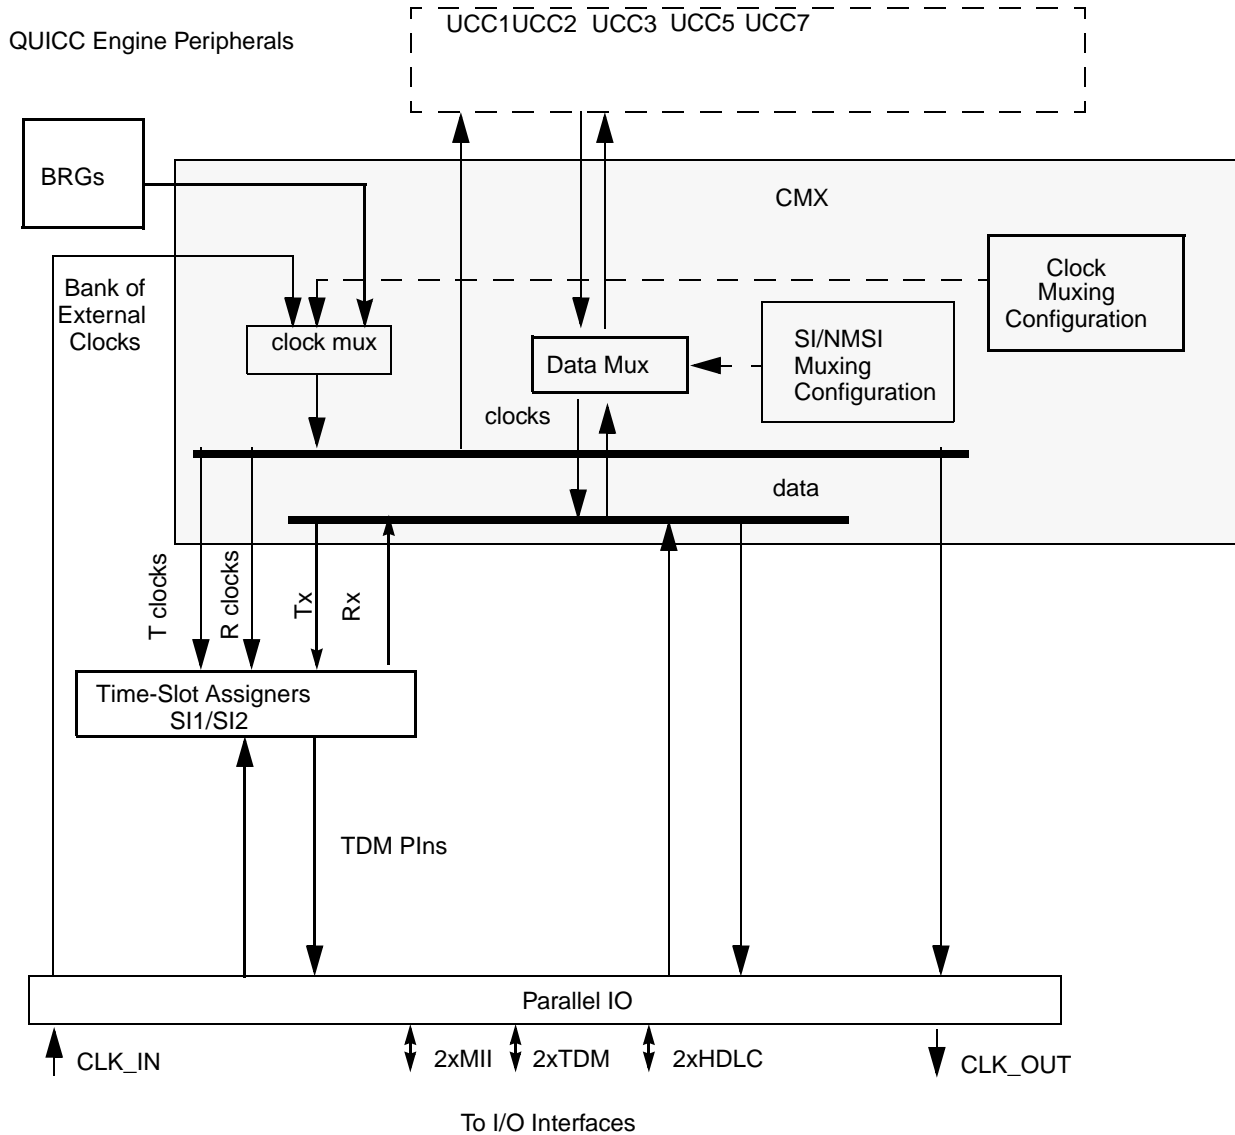 UCC1UCC2 UCC3 UCC5 UCC7
QUICC Engine Peripherals
BRGs
CMX
Clock
Muxing
Configuration
Bank of
External
Clocks
clock mux
SI/NMSI
Muxing
Configuration
Data Mux
clocks
data
T clocks
R clocks
Tx
Rx
Time-Slot Assigners
SI1/SI2
TDM PIns
Parallel IO
CLK_IN
2xMII
2xTDM
2xHDLC
CLK_OUT
To I/O Interfaces